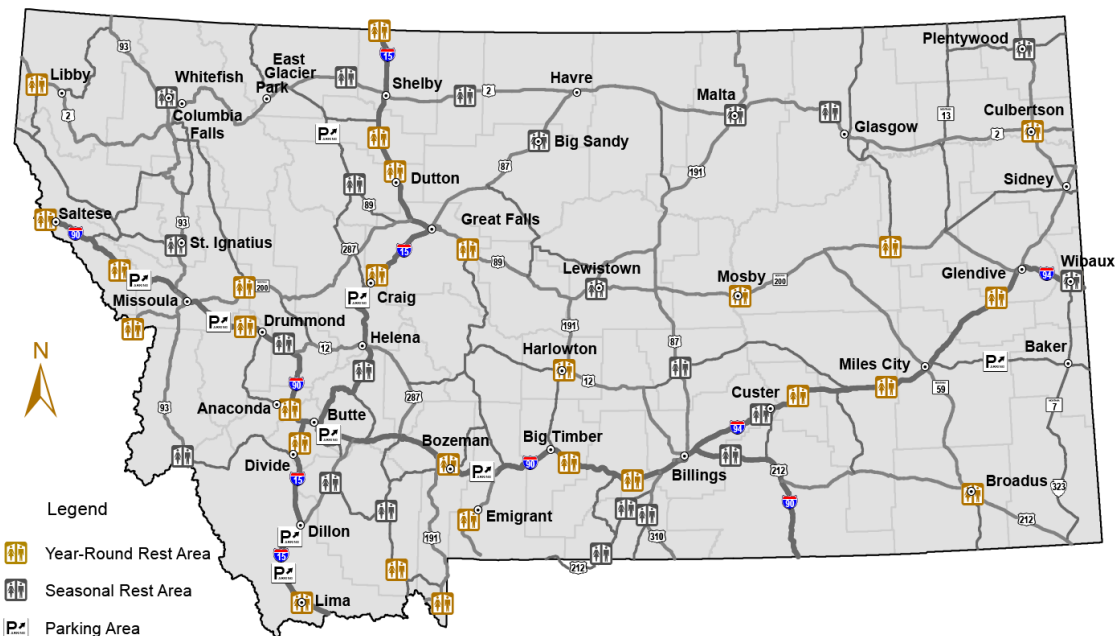 93
15
Plentywood
Libby
Whitefish
East
Glacier
Park
Shelby
Havre
2
Malta
2
Columbia
Falls
13
Culbertson
P
Big Sandy
Glasgow
2
87
191
Dutton
89
Sidney
Saltese
90
93
St. Ignatius
Great Falls
287
15
89
Lewistown
Mosby
200
Glendive
94
Wibaux
P
Missoula
200
P
Craig
P
Drummond
191
12
Helena
Harlowton
87
12
Miles City
P
Baker
N
93
90
Anaconda
287
Custer
59
7
Butte
P
Bozeman
Big Timber
94
Divide
P
90
Billings
15
212
Broadus
323
Legend
Dillon
P
Emigrant
90
191
310
212
Year-Round Rest Area
15
212
P
Seasonal Rest Area
Lima
P
Parking Area